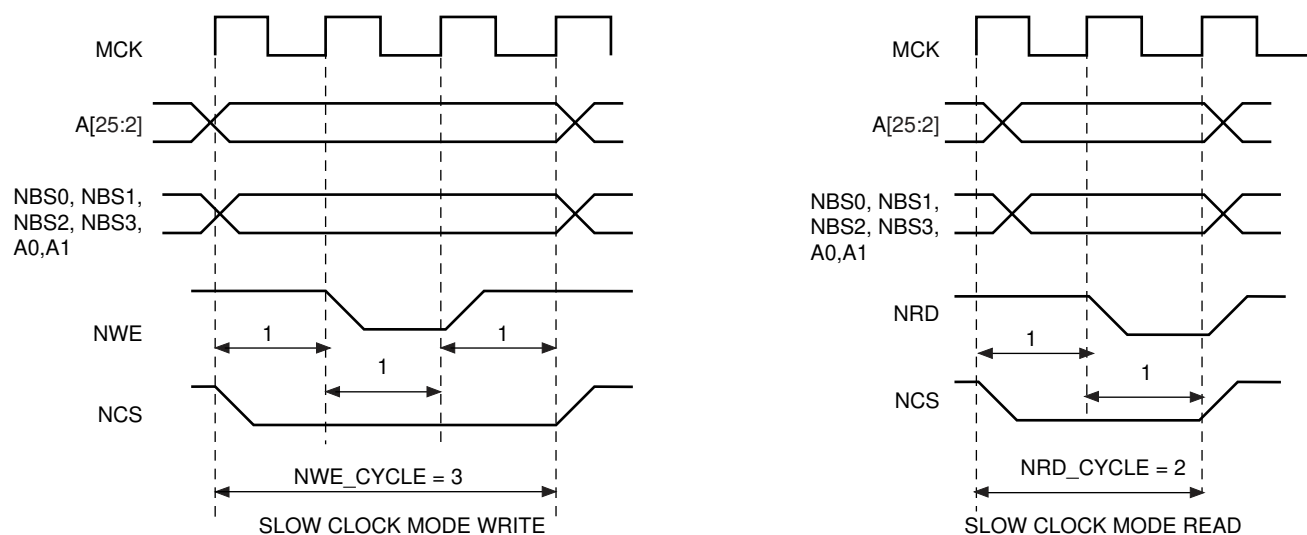 MCK
A[25:2]
NBS0, NBS1,
NBS2, NBS3,
A0,A1
NWE
1
1
1
NCS
NWE_CYCLE = 3
SLOW CLOCK MODE WRITE
MCK
A[25:2]
NBS0, NBS1,
NBS2, NBS3,
A0,A1
NRD
1
1
NCS
NRD_CYCLE = 2
SLOW CLOCK MODE READ